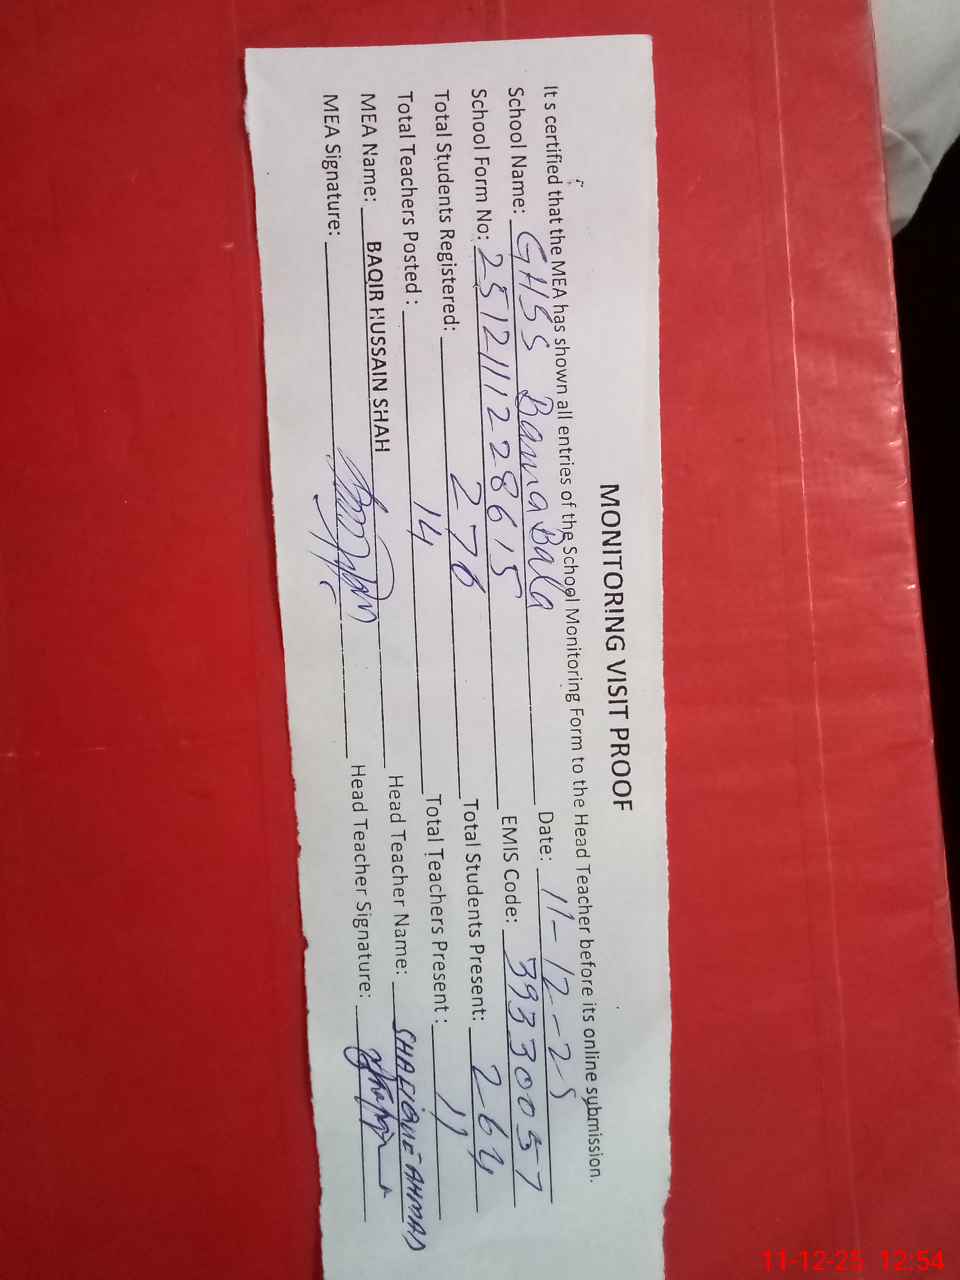 MONITORING VISIT PROOF
It s certified that the MEA has shown all entries of the School Monitoring Form to the Head Teacher before its online submission.
School Name: GHSS Banna Balla Date: 11-12-25
School Form No: 2512111228615 EMIS Code: 39330057
Total Students Registered: 276 Total Students Present: 264
Total Teachers Posted : 14 Total Teachers Present : 11
MEA Name: BAQIR HUSSAIN SHAH Head Teacher Name: SHAFIQUE AHMAD
MEA Signature: Head Teacher Signature:
11-12-25 12:54